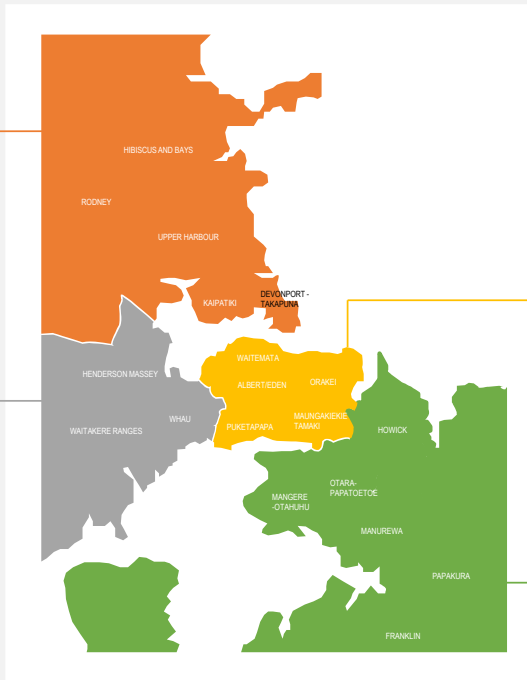 HIBISCUS AND BAYS
RODNEY
UPPER HARBOUR
DEVONPORT -
TAKAPUNA
KAIPATIKI
WAITEMATA
HENDERSON MASSEY
ALBERT/EDEN
ORAKEI
WHAU
MAUNGAKIEKIE
TAMAKI
PUKETAPAPA
WAITAKERE RANGES
HOWICK
OTARA-
PAPATOETOE
MANGERE
-OTAHUHU
MANUREWA
PAPAKURA
FRANKLIN